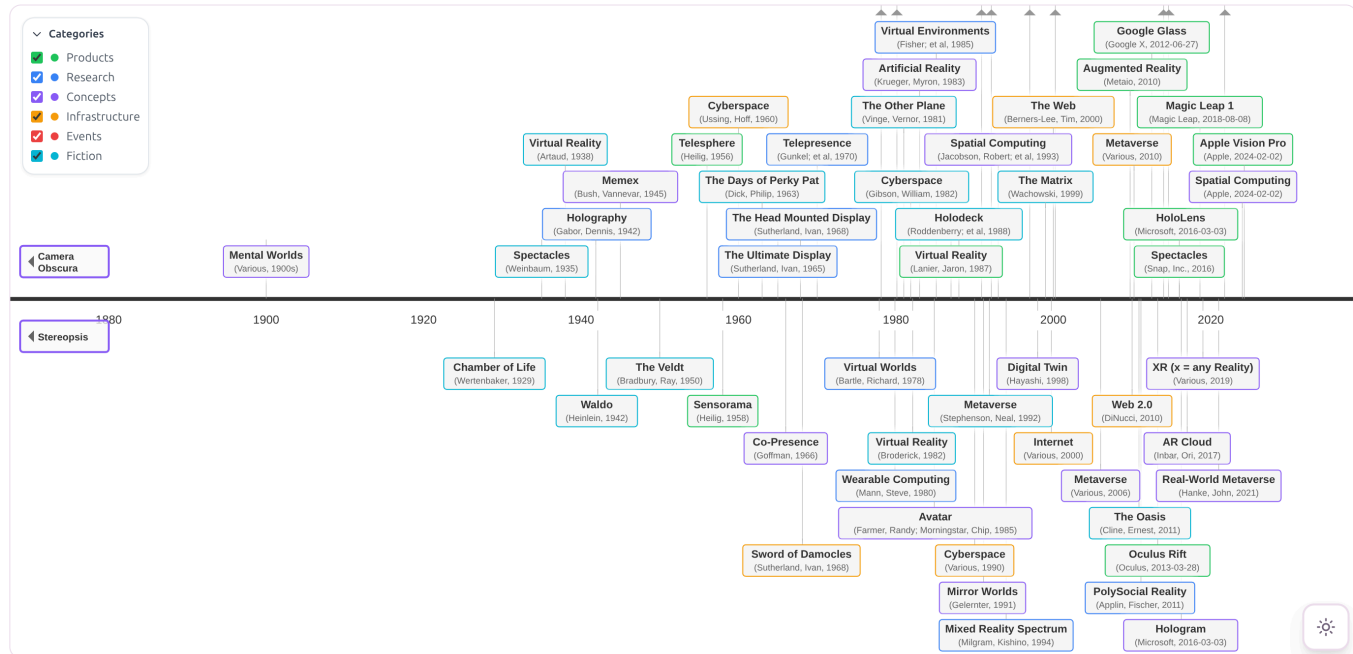 Categories
Products
Research
Concepts
Infrastructure
Events
Fiction
Virtual Environments
(Fisher; et al, 1985)
Google Glass
(Google X, 2012-06-27)
Artificial Reality
(Krueger, Myron, 1983)
Augmented Reality
(Metaio, 2010)
Cyberspace
(Ussing, Hoff, 1960)
The Other Plane
(Vinge, Vernor, 1981)
The Web
(Berners-Lee, Tim, 2000)
Magic Leap 1
(Magic Leap, 2018-08-08)
Virtual Reality
(Artaud, 1938)
Telesphere
(Heilig, 1956)
Telepresence
(Gunkel; et al, 1970)
Spatial Computing
(Jacobson, Robert; et al, 1993)
Metaverse
(Various, 2010)
Apple Vision Pro
(Apple, 2024-02-02)
Memex
(Bush, Vannevar, 1945)
The Days of Perky Pat
(Dick, Philip, 1963)
Cyberspace
(Gibson, William, 1982)
The Matrix
(Wachowski, 1999)
Spatial Computing
(Apple, 2024-02-02)
Holography
(Gabor, Dennis, 1942)
The Head Mounted Display
(Sutherland, Ivan, 1968)
Holodeck
(Roddenberry; et al, 1988)
HoloLens
(Microsoft, 2016-03-03)
Camera
Obscura
Mental Worlds
(Various, 1900s)
Spectacles
(Weinbaum, 1935)
The Ultimate Display
(Sutherland, Ivan, 1965)
Virtual Reality
(Lanier, Jaron, 1987)
Spectacles
(Snap, Inc., 2016)
1880
1900
1920
1940
1960
1980
2000
2020
Stereopsis
Chamber of Life
(Wertenbaker, 1929)
The Veldt
(Bradbury, Ray, 1950)
Virtual Worlds
(Bartle, Richard, 1978)
Digital Twin
(Hayashi, 1998)
XR (x = any Reality)
(Various, 2019)
Waldo
(Heinlein, 1942)
Sensorama
(Heilig, 1958)
Metaverse
(Stephenson, Neal, 1992)
Web 2.0
(DiNucci, 2010)
Co-Presence
(Goffman, 1966)
Virtual Reality
(Broderick, 1982)
Internet
(Various, 2000)
AR Cloud
(Inbar, Ori, 2017)
Wearable Computing
(Mann, Steve, 1980)
Metaverse
(Various, 2006)
Real-World Metaverse
(Hanke, John, 2021)
Avatar
(Farmer, Randy; Morningstar, Chip, 1985)
The Oasis
(Cline, Ernest, 2011)
Sword of Damocles
(Sutherland, Ivan, 1968)
Cyberspace
(Various, 1990)
Oculus Rift
(Oculus, 2013-03-28)
Mirror Worlds
(Gelernter, 1991)
PolySocial Reality
(Applin, Fischer, 2011)
Mixed Reality Spectrum
(Milgram, Kishino, 1994)
Hologram
(Microsoft, 2016-03-03)